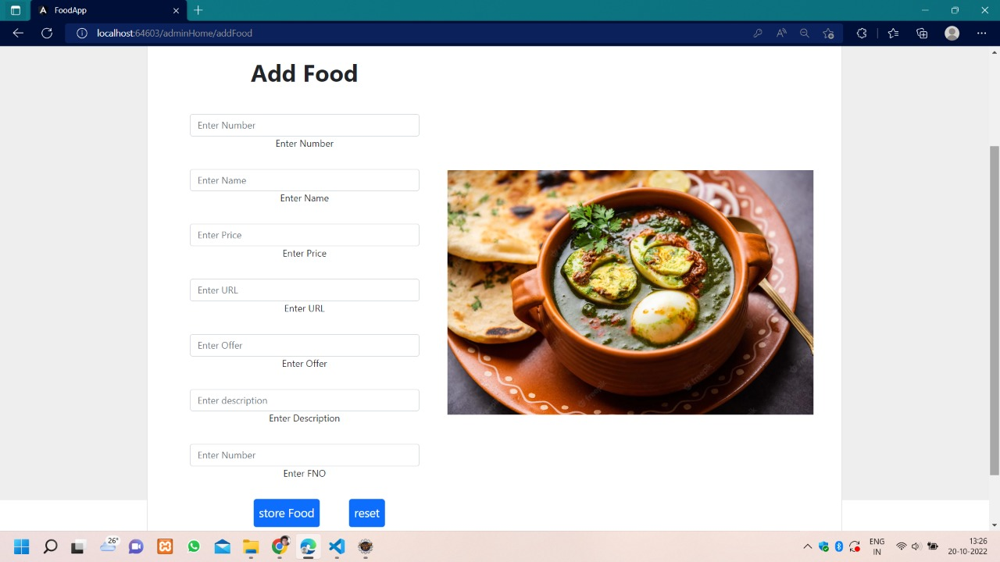 FoodApp
localhost:64603/adminHome/addFood
Add Food
Enter Number
Enter Number
Enter Name
Enter Name
Enter Price
Enter Price
Enter URL
Enter URL
Enter Offer
Enter Offer
Enter description
Enter Description
Enter Number
Enter FNO
store Food
reset
26°
ENG
IN
13:26
20-10-2022